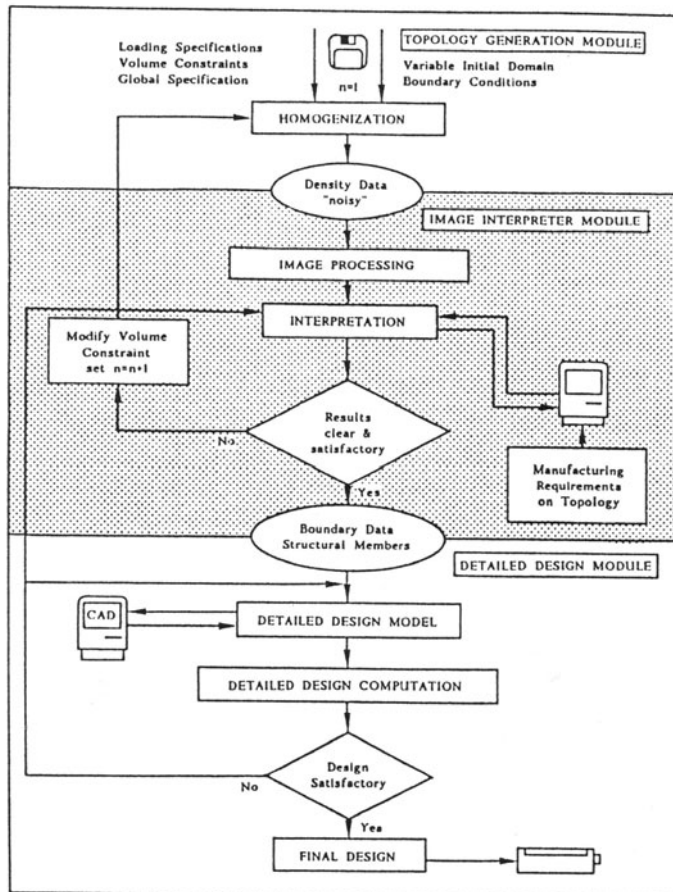 TOPOLOGY GENERATION MODULE
Loading Specifications
Volume Constraints
Global Specification
n=1
Variable Initial Domain
Boundary Conditions
HOMOGENIZATION
Density Data
"noisy"
IMAGE INTERPRETER MODULE
IMAGE PROCESSING
INTERPRETATION
Modify Volume
Constraint
set n=n+1
No
Results
clear &
satisfactory
Yes
Manufacturing
Requirements
on Topology
Boundary Data
Structural Members
DETAILED DESIGN MODULE
CAD
DETAILED DESIGN MODEL
DETAILED DESIGN COMPUTATION
Design
Satisfactory
No
Yes
FINAL DESIGN